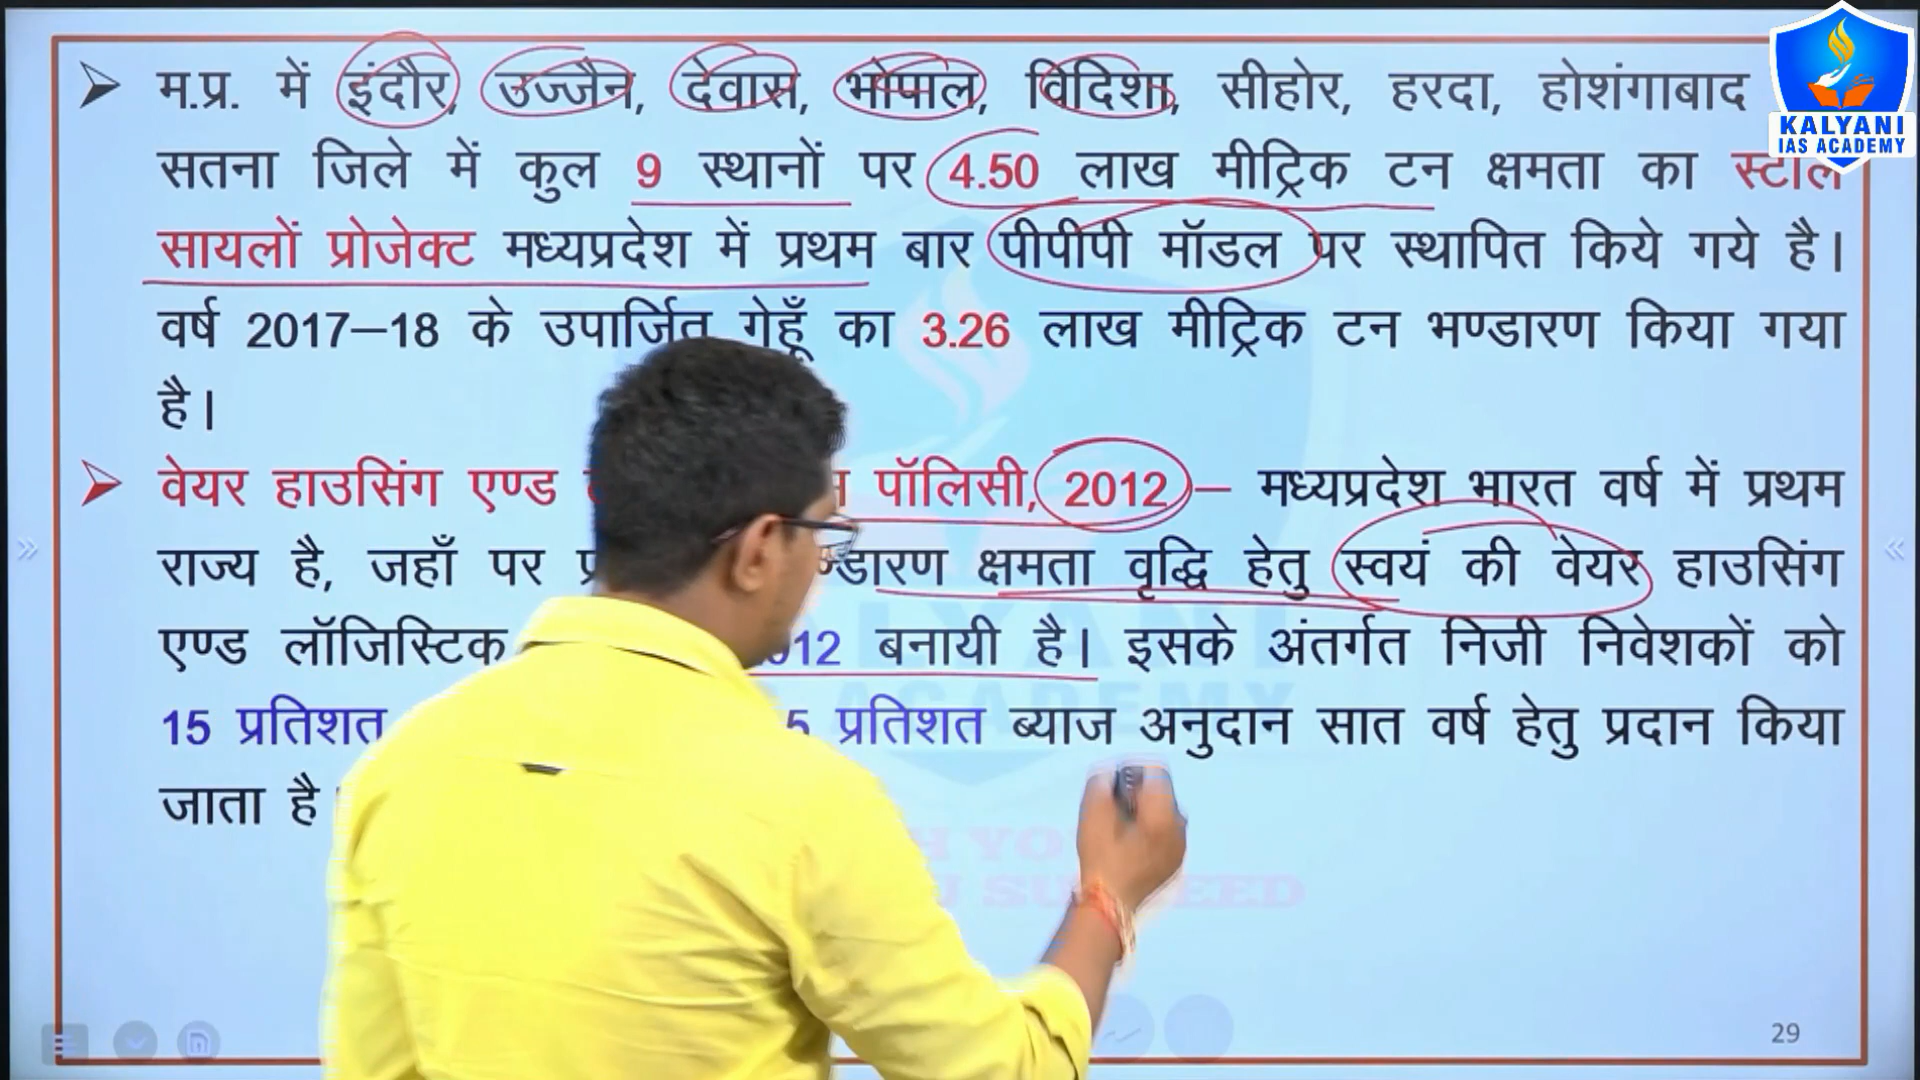 म.प्र. में इंदौर, उज्जैन, देवास, भोपाल, विदिशा, सीहोर, हरदा, होशंगाबाद
सतना जिले में कुल 9 स्थानों पर 4.50 लाख मीट्रिक टन क्षमता का स्टील
सायलों प्रोजेक्ट मध्यप्रदेश में प्रथम बार पीपीपी मॉडल पर स्थापित किये गये है।
वर्ष 2017–18 के उपार्जित गेहूँ का 3.26 लाख मीट्रिक टन भण्डारण किया गया
है।
वेयर हाउसिंग एण्ड पॉलिसी, 2012– मध्यप्रदेश भारत वर्ष में प्रथम
राज्य है, जहाँ पर क्षमता वृद्धि हेतु स्वयं की वेयर हाउसिंग
एण्ड लॉजिस्टिक 2012 बनायी है। इसके अंतर्गत निजी निवेशकों को
15 प्रतिशत प्रतिशत ब्याज अनुदान सात वर्ष हेतु प्रदान किया
जाता है
29
KALYANI
IAS ACADEMY